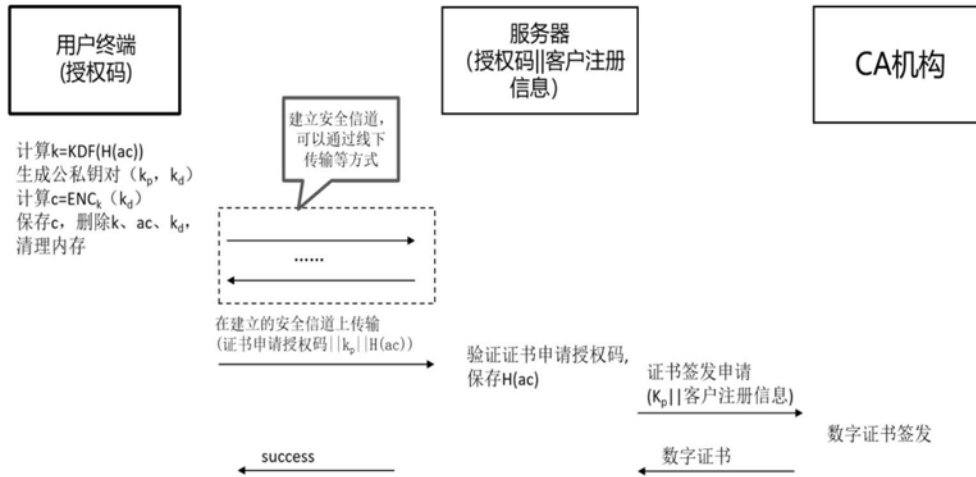 用户终端
(授权码)
服务器
(授权码||客户注册
信息)
CA机构
建立安全信道，
可以通过线下
传输等方式
计算k=KDF(H(ac))
生成公私钥对（kp，kd）
计算c=ENCk（kd）
保存c，删除k、ac、kd，
清理内存
……
在建立的安全信道上传输
(证书申请授权码||kp||H(ac))
验证证书申请授权码,
保存H(ac)
证书签发申请
(Kp||客户注册信息)
数字证书签发
success
数字证书